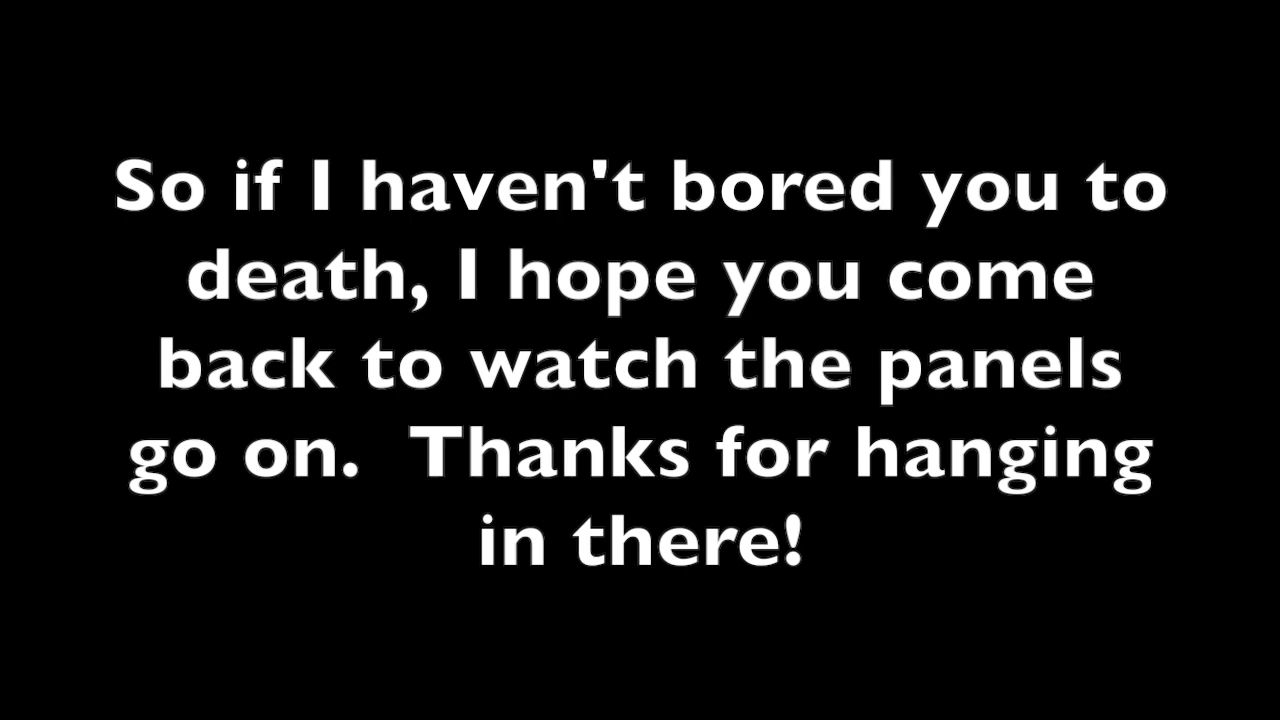 So if I haven't bored you to
death, I hope you come
back to watch the panels
go on.  Thanks for hanging
in there!